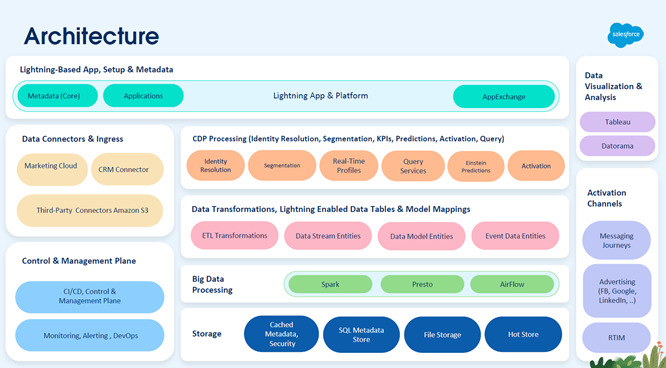 Architecture
salesforce
Lightning-Based App, Setup & Metadata
Metadata (Core)
Applications
Lightning App & Platform
AppExchange
Data Connectors & Ingress
Marketing Cloud
CRM Connector
Third-Party Connectors Amazon S3
Control & Management Plane
CI/CD, Control &
Management Plane
Monitoring, Alerting , DevOps
CDP Processing (Identity Resolution, Segmentation, KPIs, Predictions, Activation, Query)
Identity
Resolution
Segmentation
Real-Time
Profiles
Query
Services
Einstein
Predictions
Activation
Data Transformations, Lightning Enabled Data Tables & Model Mappings
ETL Transformations
Data Stream Entities
Data Model Entities
Event Data Entities
Big Data
Processing
Spark
Presto
AirFlow
Storage
Cached
Metadata,
Security
SQL Metadata
Store
File Storage
Hot Store
Data
Visualization &
Analysis
Tableau
Datorama
Activation
Channels
Messaging
Journeys
Advertising
(FB, Google,
LinkedIn, ..)
RTIM